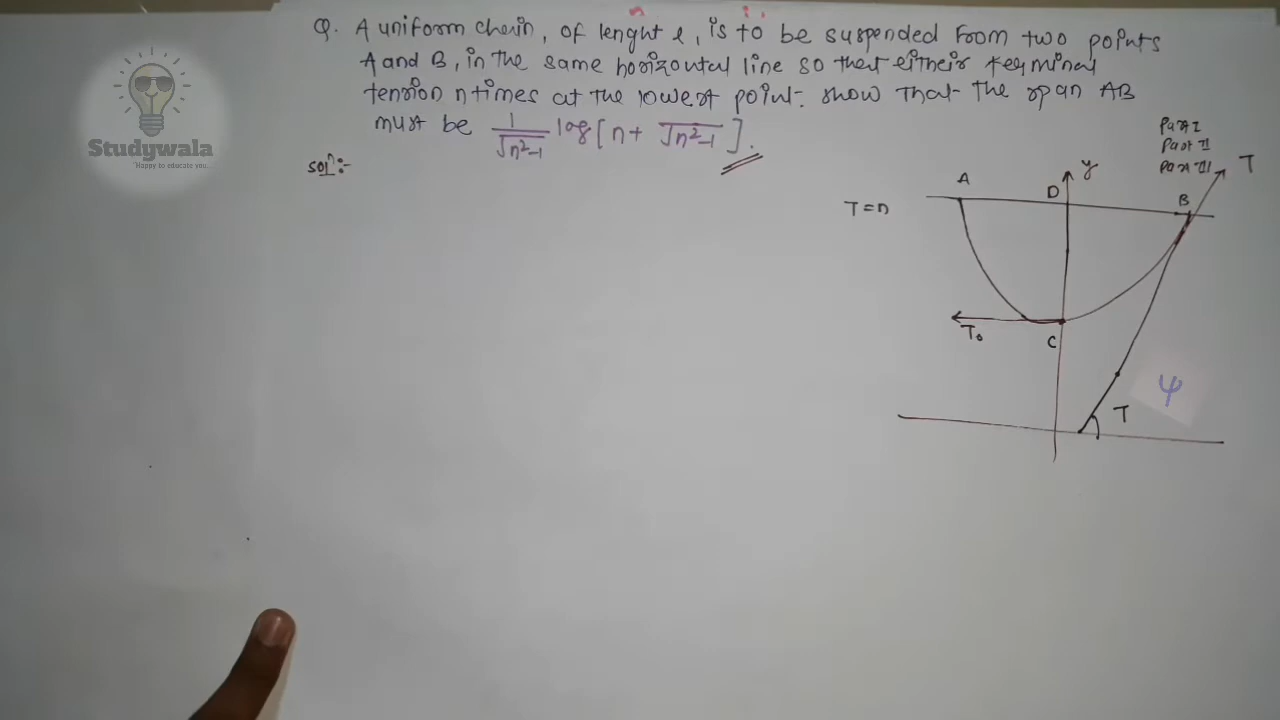 Q. A uniform chain, of lenght l, is to be suspended From two points
A and B, in the same horizontal line so that either terminal
tension n times at the lowest point. show that the span AB
must be 1/√n²-1 log[n+ √n²-1].
Studywala
"Happy to educate you."
Part I
Part II
Part III
Solⁿ:-
T
y
A
D
B
T=n
T₀
C
ψ
T